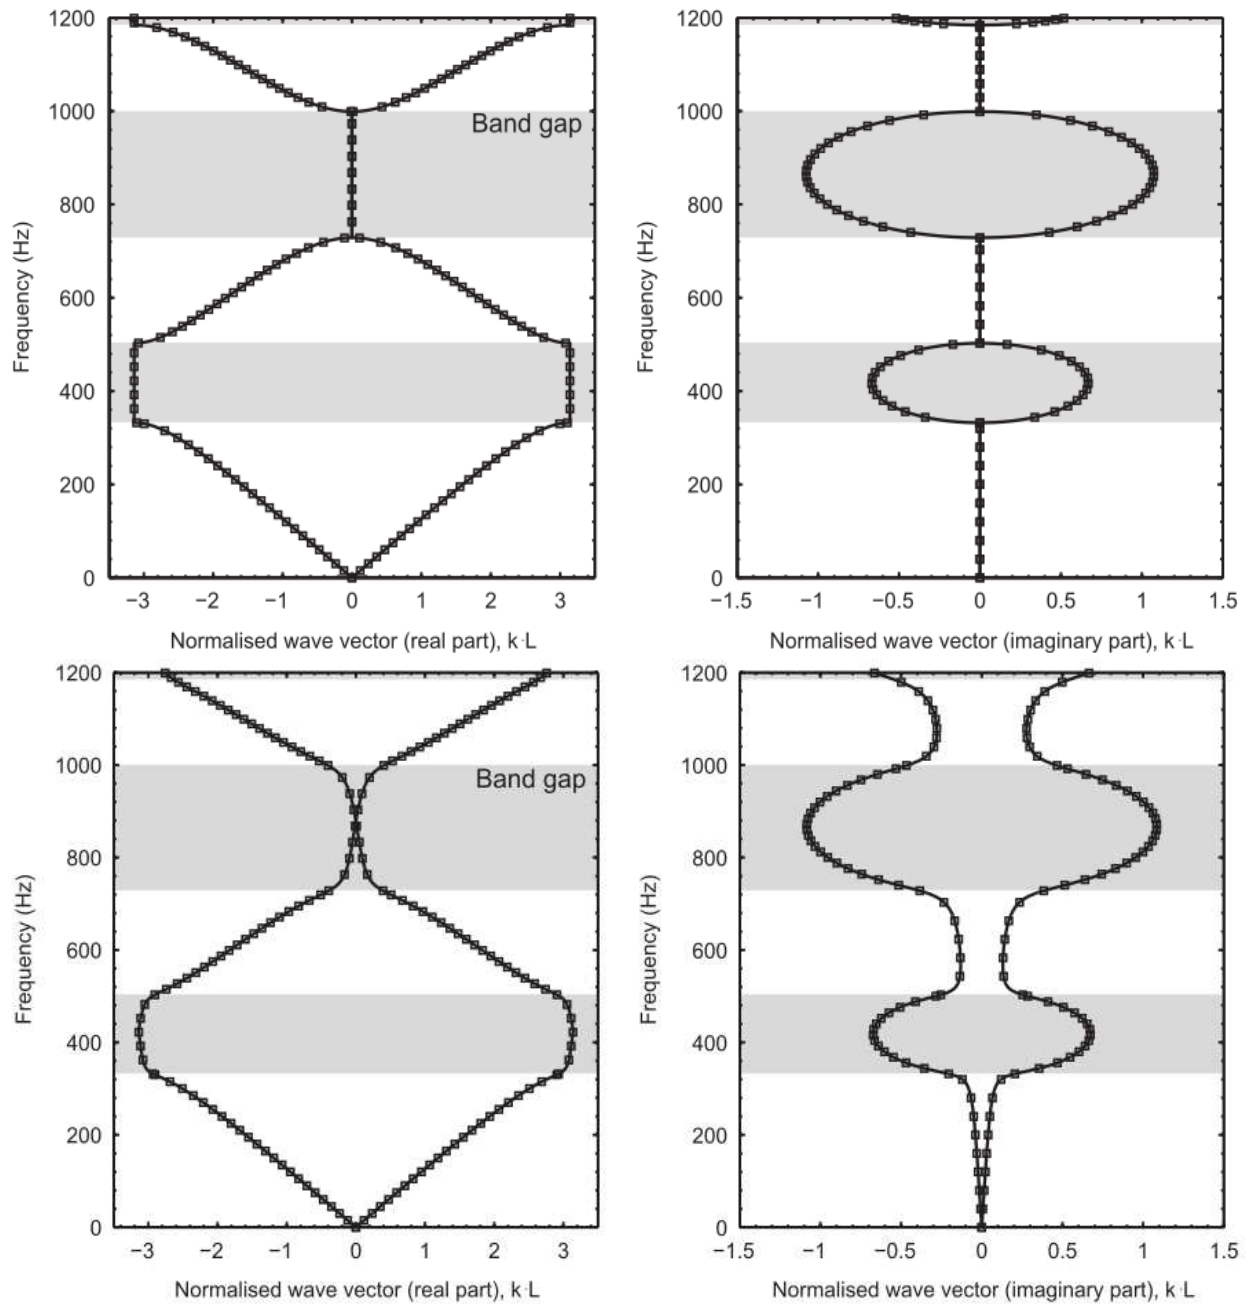 1200
1000
800
600
400
200
0
Frequency (Hz)
Band gap
−3 −2 −1 0 1 2 3
Normalised wave vector (real part), k·L
1200
1000
800
600
400
200
0
Frequency (Hz)
−1.5 −1 −0.5 0 0.5 1 1.5
Normalised wave vector (imaginary part), k·L
1200
1000
800
600
400
200
0
Frequency (Hz)
Band gap
−3 −2 −1 0 1 2 3
Normalised wave vector (real part), k·L
1200
1000
800
600
400
200
0
Frequency (Hz)
−1.5 −1 −0.5 0 0.5 1 1.5
Normalised wave vector (imaginary part), k·L